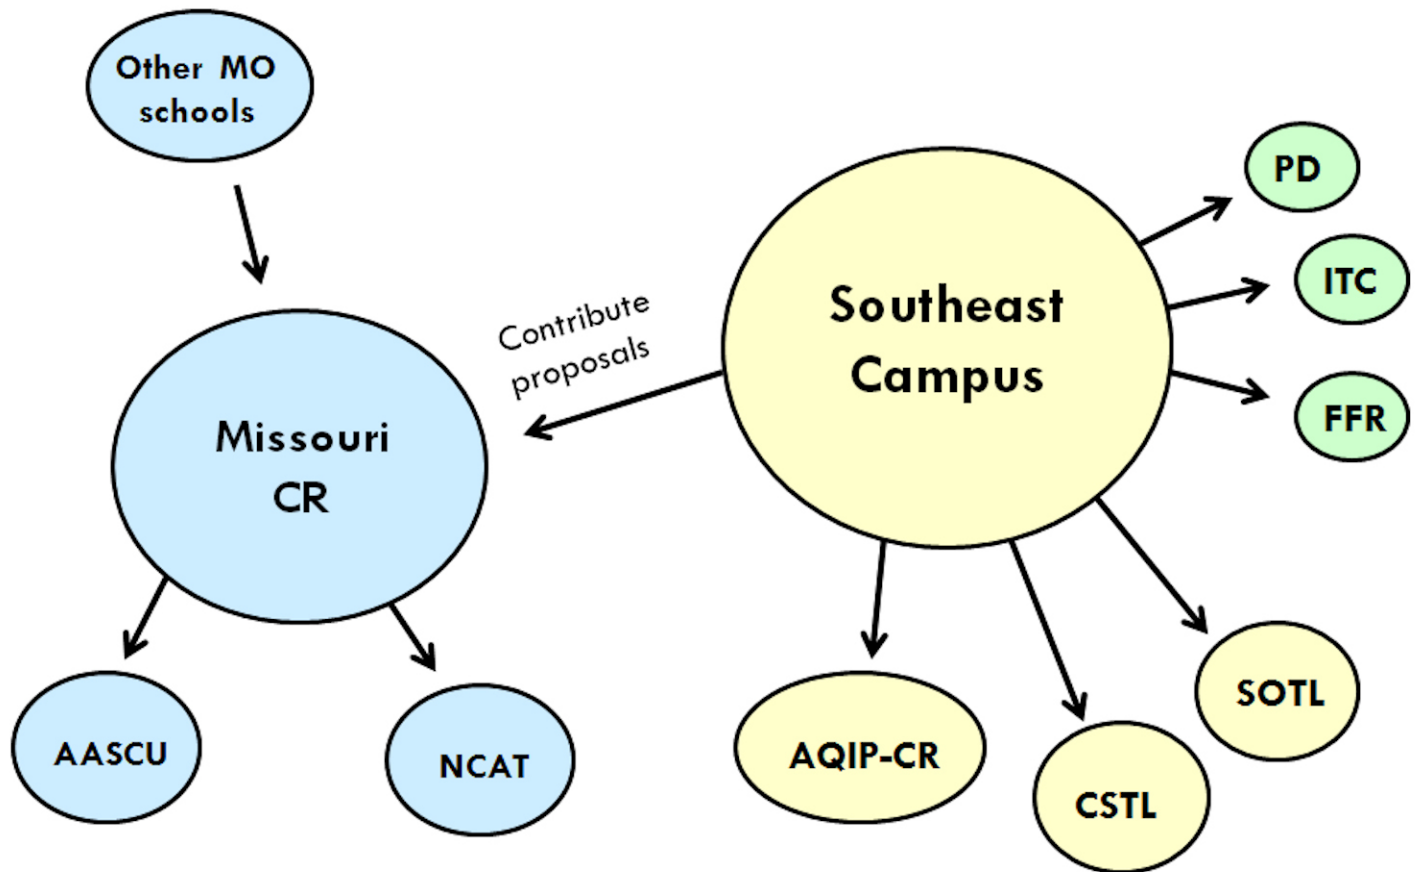 Other MO
schools
PD
ITC
Southeast
Campus
Contribute
proposals
FFR
Missouri
CR
SOTL
AASCU
NCAT
AQIP-CR
CSTL